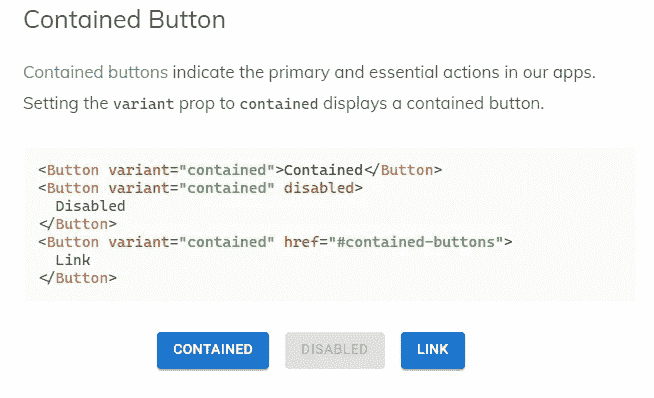 Contained Button
Contained buttons indicate the primary and essential actions in our apps.
Setting the variant prop to contained displays a contained button.
<Button variant="contained">Contained</Button>
<Button variant="contained" disabled>
  Disabled
</Button>
<Button variant="contained" href="#contained-buttons">
  Link
</Button>
CONTAINED DISABLED LINK